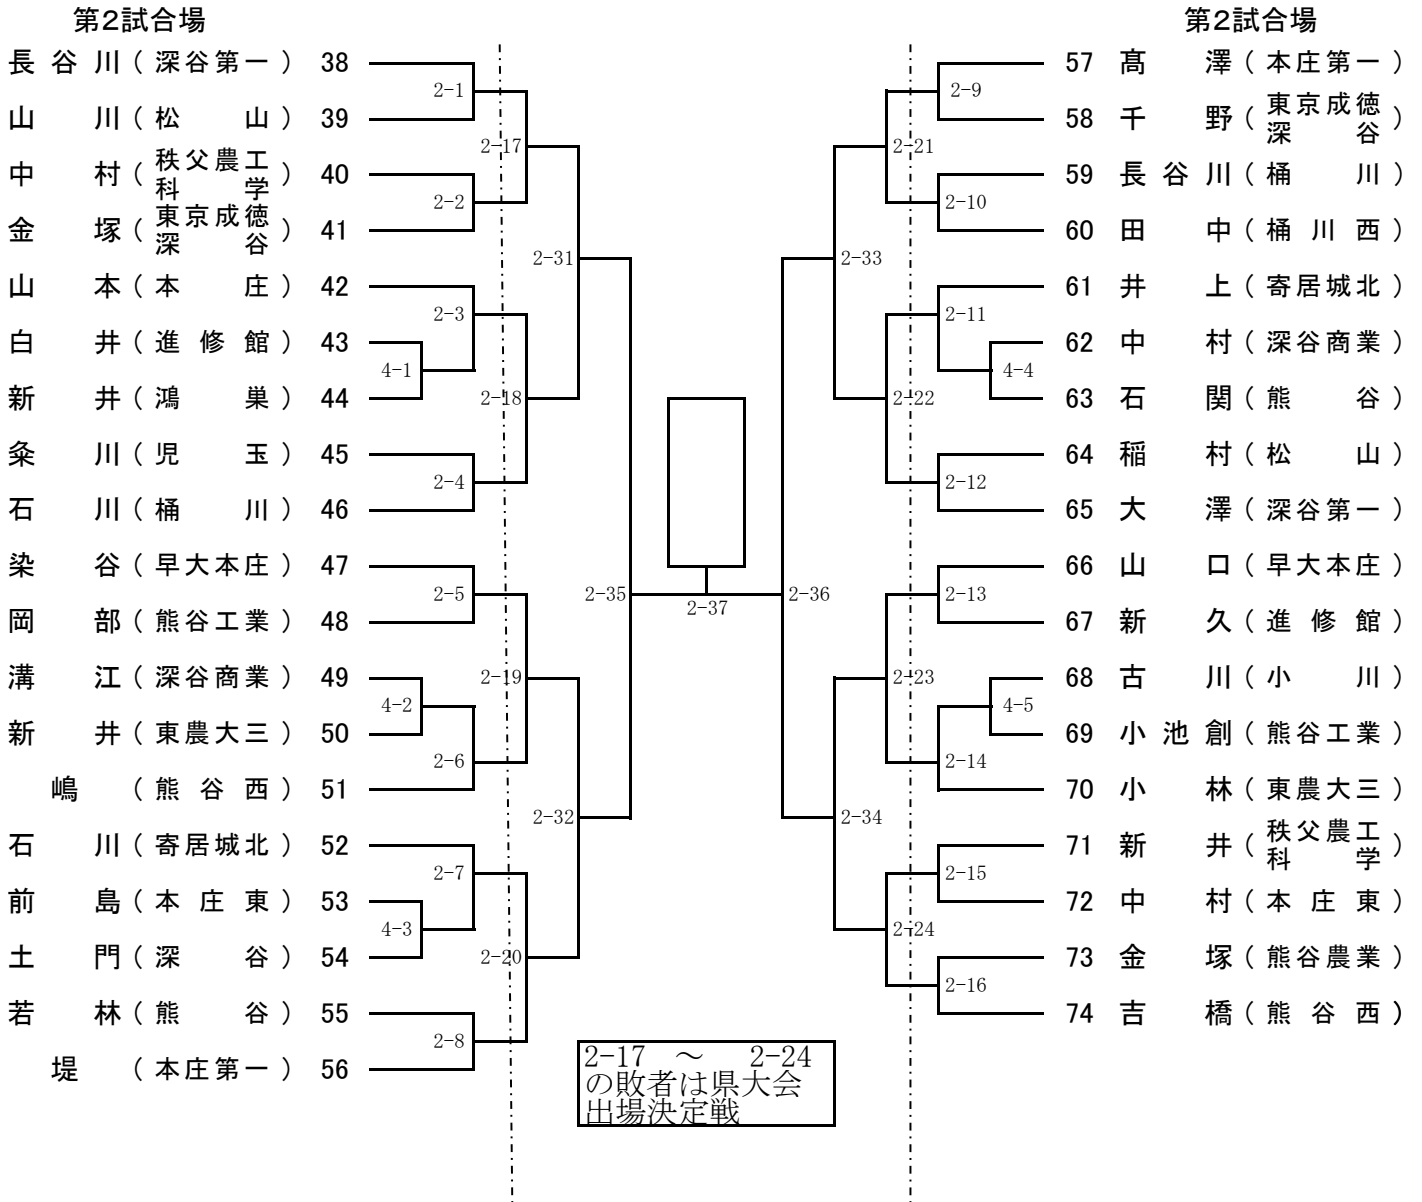 第2試合場
長谷川（深谷第一） 38
山川（松山） 39
中村（秩父農工科学） 40
金塚（東京成徳深谷） 41
山本（本庄） 42
白井（進修館） 43
新井（鴻巣） 44
粂川（児玉） 45
石川（桶川） 46
染谷（早大本庄） 47
岡部（熊谷工業） 48
溝江（深谷商業） 49
新井（東農大三） 50
嶋（熊谷西） 51
石川（寄居城北） 52
前島（本庄東） 53
土門（深谷） 54
若林（熊谷） 55
堤（本庄第一） 56
2-1
2-2
2-3
4-1
2-4
2-5
4-2
2-6
2-7
4-3
2-8
2-17
2-18
2-19
2-20
2-31
2-32
2-35
2-37
2-36
2-33
2-34
2-21
2-22
2-23
2-24
2-9
2-10
2-11
4-4
2-12
2-13
4-5
2-14
2-15
2-16
第2試合場
57 髙澤（本庄第一）
58 千野（東京成徳深谷）
59 長谷川（桶川）
60 田中（桶川西）
61 井上（寄居城北）
62 中村（深谷商業）
63 石関（熊谷）
64 稲村（松山）
65 大澤（深谷第一）
66 山口（早大本庄）
67 新久（進修館）
68 古川（小川）
69 小池創（熊谷工業）
70 小林（東農大三）
71 新井（秩父農工科学）
72 中村（本庄東）
73 金塚（熊谷農業）
74 吉橋（熊谷西）
2-17 ～ 2-24
の敗者は県大会
出場決定戦